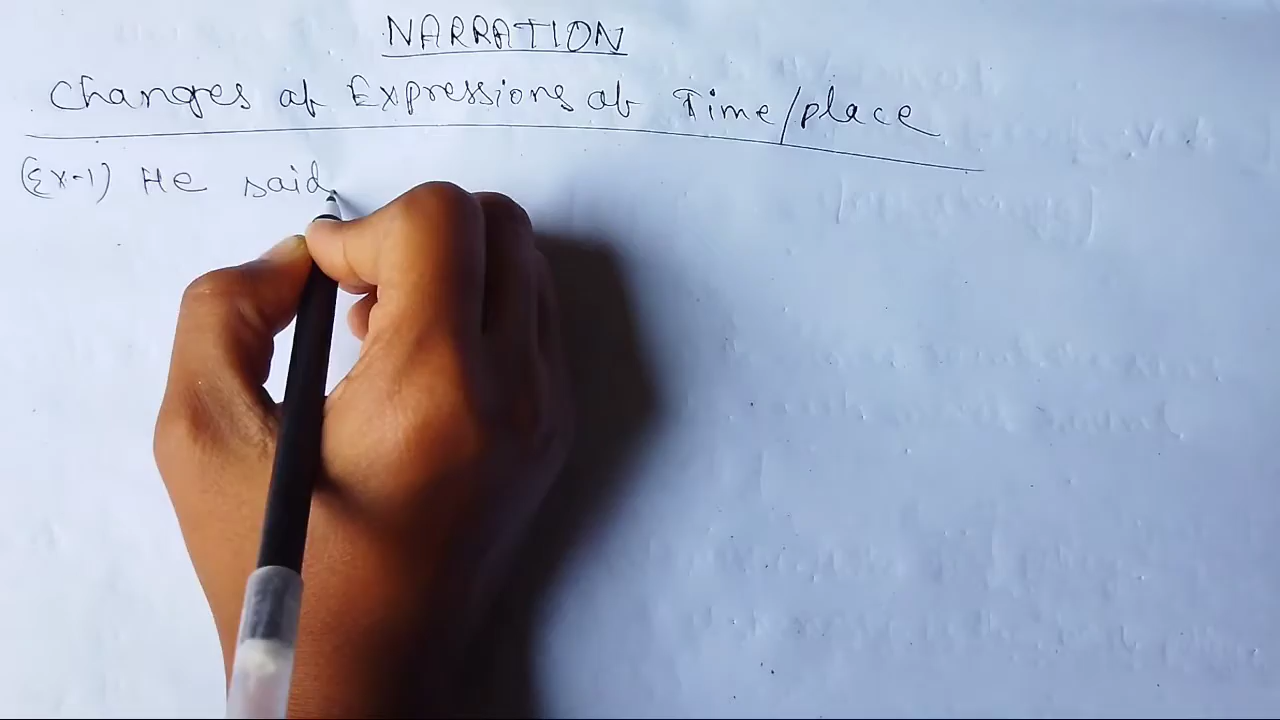 NARRATION
Changes of Expressions of Time/place
(Ex-1) He said